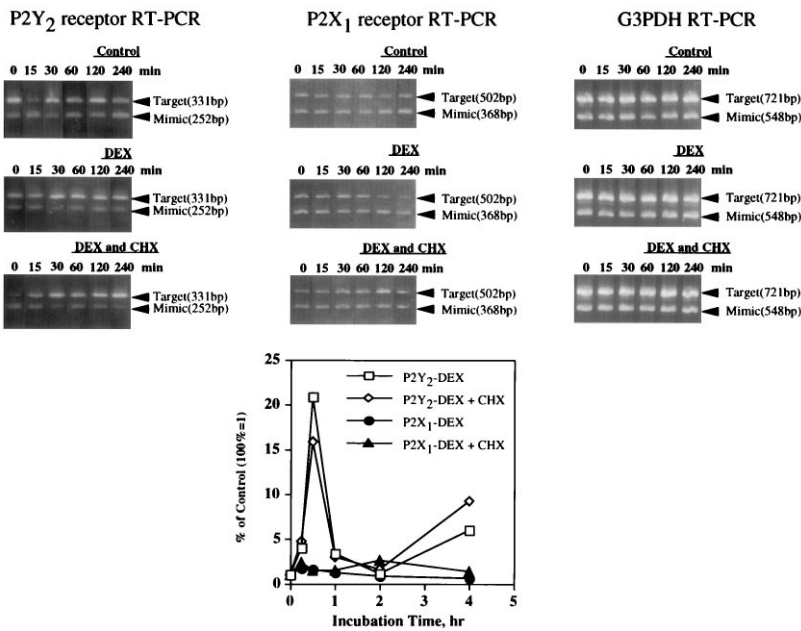 P2Y2 receptor RT-PCR
Control
0 15 30 60 120 240 min
Target(331bp)
Mimic(252bp)
DEX
0 15 30 60 120 240 min
Target(331bp)
Mimic(252bp)
DEX and CHX
0 15 30 60 120 240 min
Target(331bp)
Mimic(252bp)
P2X1 receptor RT-PCR
Control
0 15 30 60 120 240 min
Target(502bp)
Mimic(368bp)
DEX
0 15 30 60 120 240 min
Target(502bp)
Mimic(368bp)
DEX and CHX
0 15 30 60 120 240 min
Target(502bp)
Mimic(368bp)
G3PDH RT-PCR
Control
0 15 30 60 120 240 min
Target(721bp)
Mimic(548bp)
DEX
0 15 30 60 120 240 min
Target(721bp)
Mimic(548bp)
DEX and CHX
0 15 30 60 120 240 min
Target(721bp)
Mimic(548bp)
25
20
15
10
5
0
% of Control (100%=1)
P2Y2-DEX
P2Y2-DEX + CHX
P2X1-DEX
P2X1-DEX + CHX
0 1 2 3 4 5
Incubation Time, hr